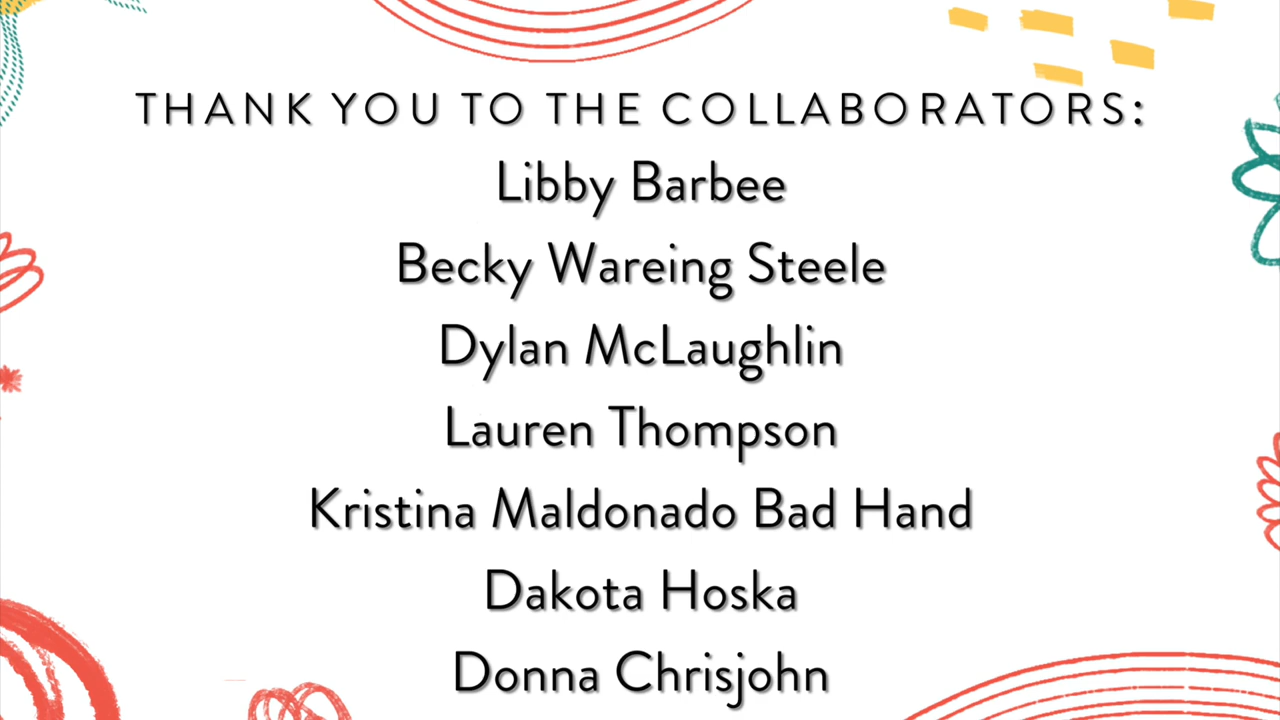 THANK YOU TO THE COLLABORATORS:
Libby Barbee
Becky Wareing Steele
Dylan McLaughlin
Lauren Thompson
Kristina Maldonado Bad Hand
Dakota Hoska
Donna Chrisjohn